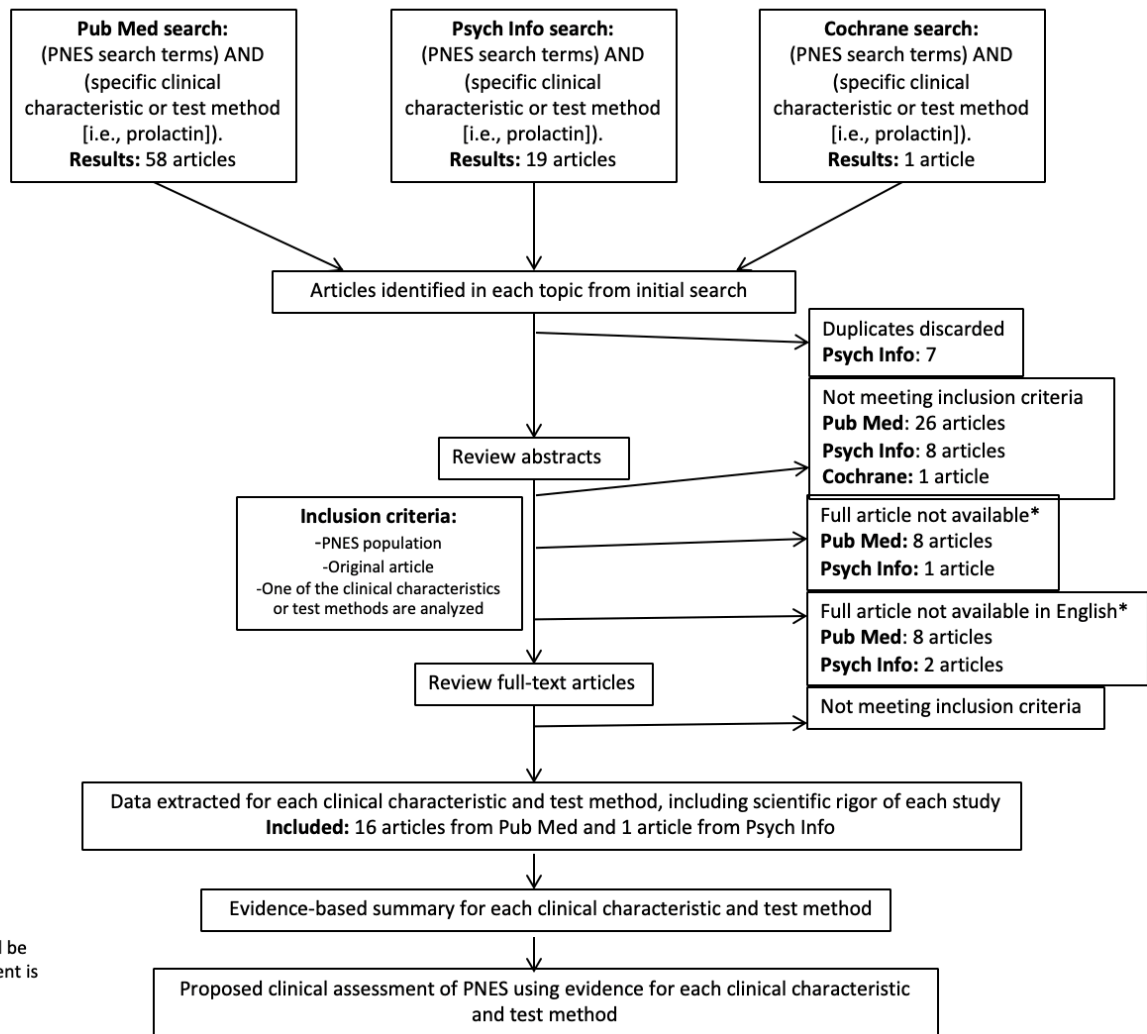 Pub Med search:
(PNES search terms) AND
(specific clinical
characteristic or test method
[i.e., prolactin]).
Results: 58 articles
Psych Info search:
(PNES search terms) AND
(specific clinical
characteristic or test method
[i.e., prolactin]).
Results: 19 articles
Cochrane search:
(PNES search terms) AND
(specific clinical
characteristic or test method
[i.e., prolactin]).
Results: 1 article
Articles identified in each topic from initial search
Duplicates discarded
Psych Info: 7
Not meeting inclusion criteria
Pub Med: 26 articles
Psych Info: 8 articles
Cochrane: 1 article
Review abstracts
Inclusion criteria:
-PNES population
-Original article
-One of the clinical characteristics
or test methods are analyzed
Full article not available*
Pub Med: 8 articles
Psych Info: 1 article
Full article not available in English*
Pub Med: 8 articles
Psych Info: 2 articles
Review full-text articles
Not meeting inclusion criteria
Data extracted for each clinical characteristic and test method, including scientific rigor of each study
Included: 16 articles from Pub Med and 1 article from Psych Info
Evidence-based summary for each clinical characteristic and test method
be
ent is
Proposed clinical assessment of PNES using evidence for each clinical characteristic
and test method